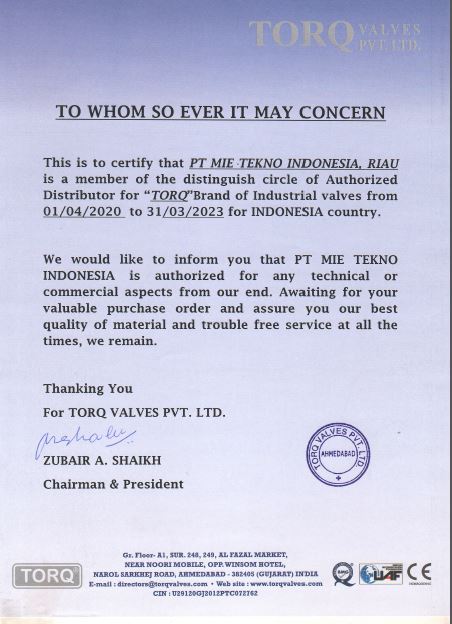 TORQ VALVES
PVT. LTD.
TO WHOM SO EVER IT MAY CONCERN
This is to certify that PT MIE TEKNO INDONESIA, RIAU
is a member of the distinguish circle of Authorized
Distributor for “TORQ”Brand of Industrial valves from
01/04/2020 to 31/03/2023 for INDONESIA country.
We would like to inform you that PT MIE TEKNO
INDONESIA is authorized for any technical or
commercial aspects from our end. Awaiting for your
valuable purchase order and assure you our best
quality of material and trouble free service at all the
times, we remain.
Thanking You
For TORQ VALVES PVT. LTD.
ZUBAIR A. SHAIKH
Chairman & President
TORQ VALVES PVT. LTD
AHMEDABAD
Gr. Floor- A1, SUR. 248, 249, AL FAZAL MARKET,
NEAR NOORI MOBILE, OPP. WINSOM HOTEL,
NAROL SARKHEJ ROAD, AHMEDABAD - 382405 (GUJARAT) INDIA
E-mail : directors@torqvalves.com • Web site : www.torqvalves.com
CIN : U29120GJ2012PTC072762
TORQ
UAF
CE